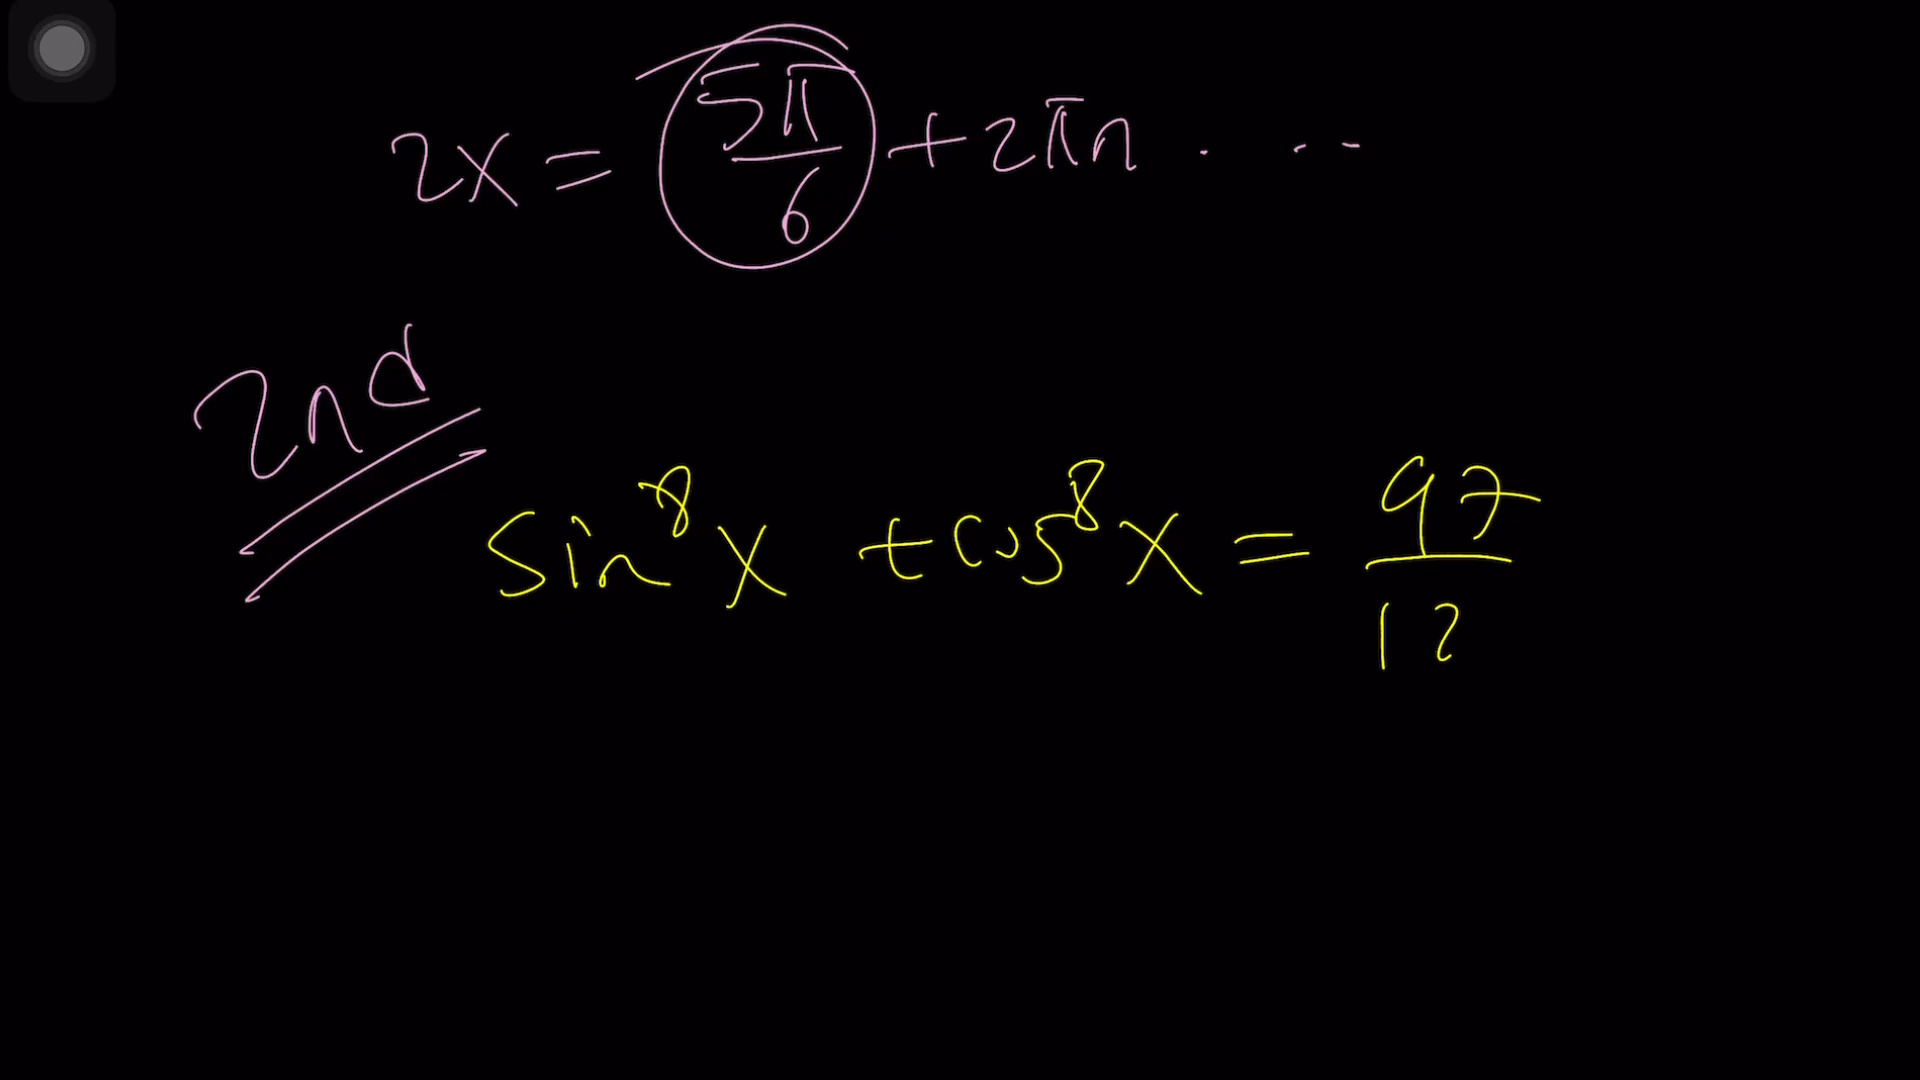 2x = 5π/6 + 2πn . . . .
2nd
sin⁸x + cos⁸x = 97/12